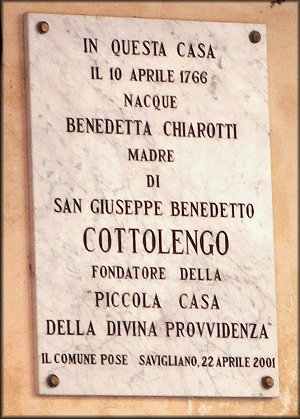 IN QUESTA CASA
IL 10 APRILE 1766
NACQUE
BENEDETTA CHIAROTTI
MADRE
DI
SAN GIUSEPPE BENEDETTO
COTTOLENGO
FONDATORE DELLA
PICCOLA CASA
DELLA DIVINA PROVVIDENZA
IL COMUNE POSE SAVIGLIANO, 22 APRILE 2001